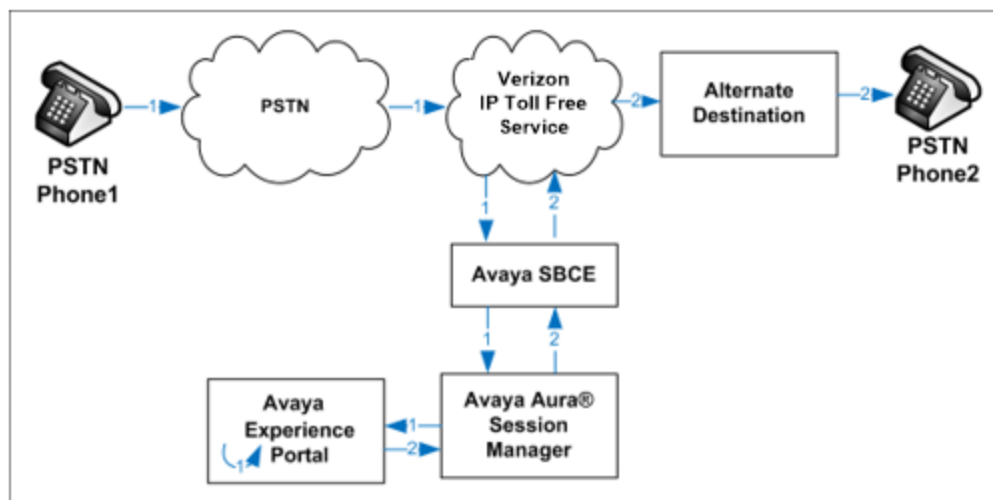 PSTN
Phone1
1
PSTN
1
Verizon
IP Toll Free
Service
2
Alternate
Destination
2
PSTN
Phone2
1
2
Avaya SBCE
1
2
Avaya
Experience
Portal
1
1
2
Avaya Aura®
Session
Manager